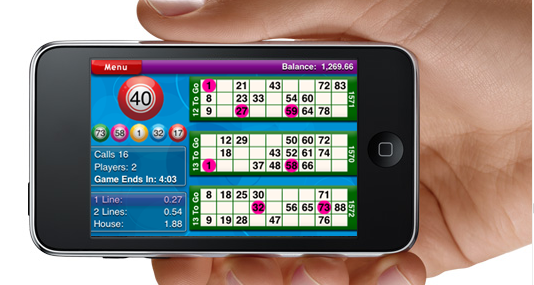 Menu
Balance: 1,269.66
40
73 58 1 32 17
Calls 16
Players: 2
Game Ends In: 4:03
1 Line: 0.27
2 Lines: 0.54
House: 1.88
12 To Go
1 21 43 72 83
8 23 33 54 60
9 27 59 64 78
1571
13 To Go
12 29 50 60 72
18 43 52 61 74
1 37 48 58 66
1570
13 To Go
8 18 25 30 71
32 56 65 73 88
9 19 28 47 76
1572